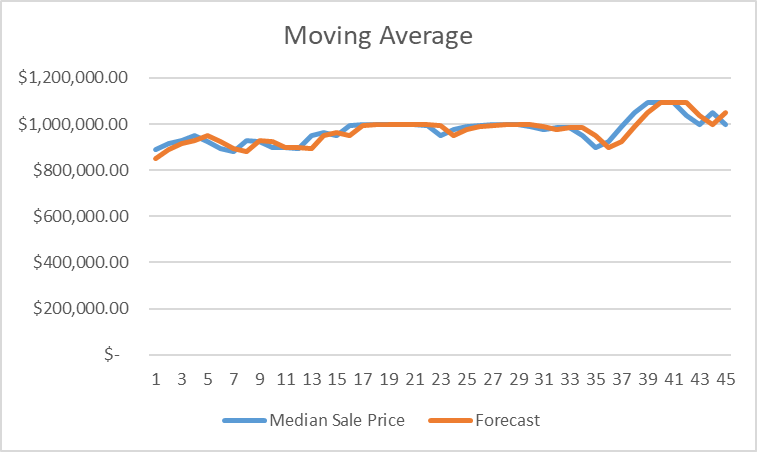 Moving Average
$1,200,000.00
$1,000,000.00
$800,000.00
$600,000.00
$400,000.00
$200,000.00
$-
1 3 5 7 9 11 13 15 17 19 21 23 25 27 29 31 33 35 37 39 41 43 45
Median Sale Price Forecast